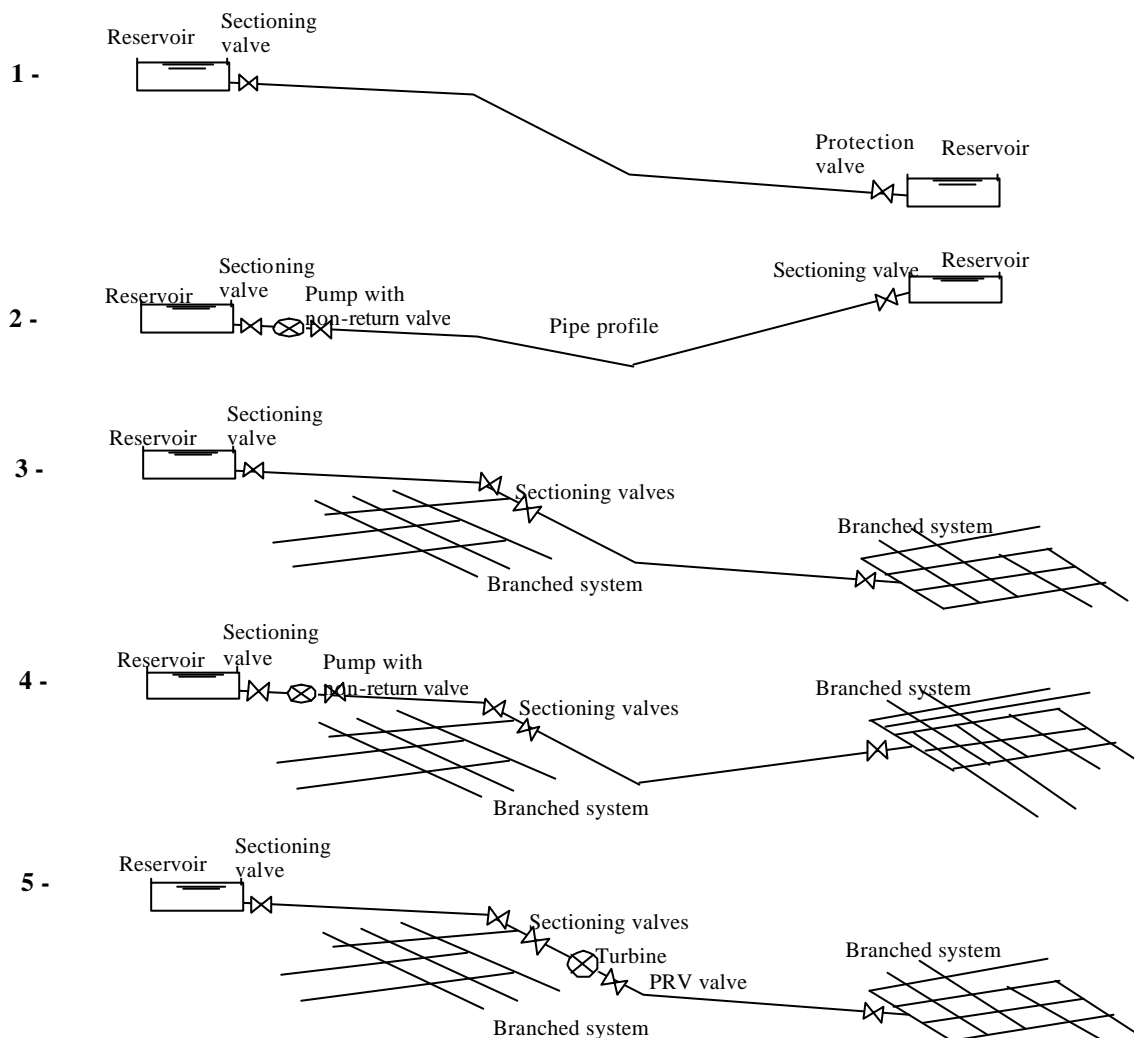 1 -
Reservoir
Sectioning
valve
Protection
valve
Reservoir
2 -
Reservoir
Sectioning
valve
Pump with
non-return valve
Pipe profile
Sectioning valve
Reservoir
3 -
Reservoir
Sectioning
valve
Sectioning valves
Branched system
Branched system
4 -
Reservoir
Sectioning
valve
Pump with
non-return valve
Sectioning valves
Branched system
Branched system
5 -
Reservoir
Sectioning
valve
Sectioning valves
Turbine
PRV valve
Branched system
Branched system